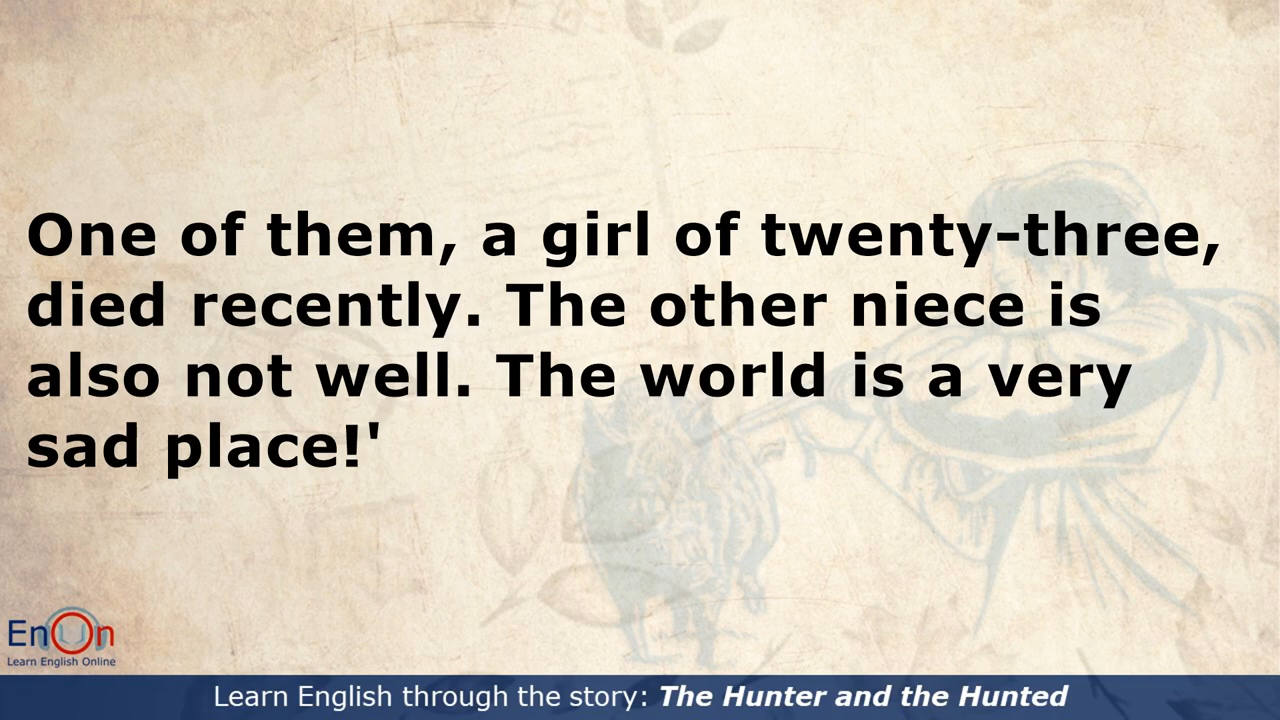 One of them, a girl of twenty-three,
died recently. The other niece is
also not well. The world is a very
sad place!'
EnOn
Learn English Online
Learn English through the story: The Hunter and the Hunted